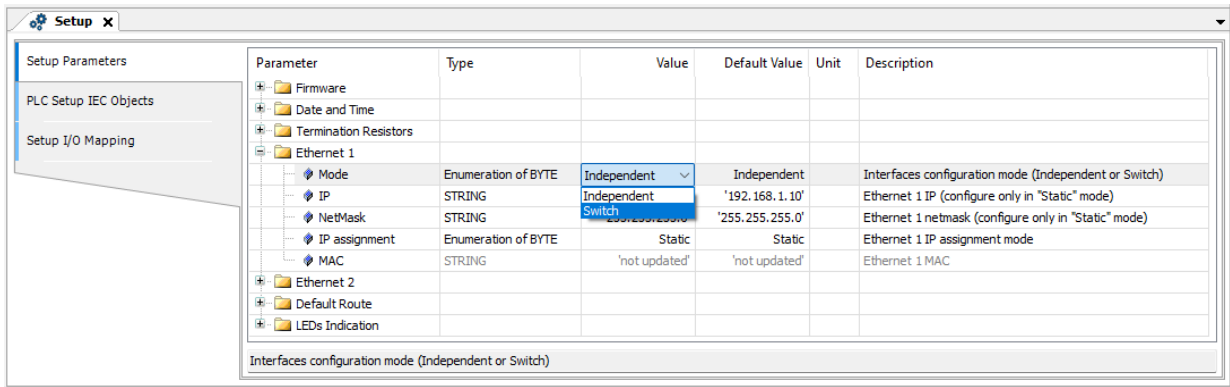 Setup X
Setup Parameters
PLC Setup IEC Objects
Setup I/O Mapping
Parameter Type Value Default Value Unit Description
Firmware
Date and Time
Termination Resistors
Ethernet 1
Mode Enumeration of BYTE Independent Independent Interfaces configuration mode (Independent or Switch)
IP STRING Independent '192.168.1.10' Ethernet 1 IP (configure only in "Static" mode)
Switch
NetMask STRING '255.255.255.0' Ethernet 1 netmask (configure only in "Static" mode)
IP assignment Enumeration of BYTE Static Static Ethernet 1 IP assignment mode
MAC STRING 'not updated' 'not updated' Ethernet 1 MAC
Ethernet 2
Default Route
LEDs Indication
Interfaces configuration mode (Independent or Switch)